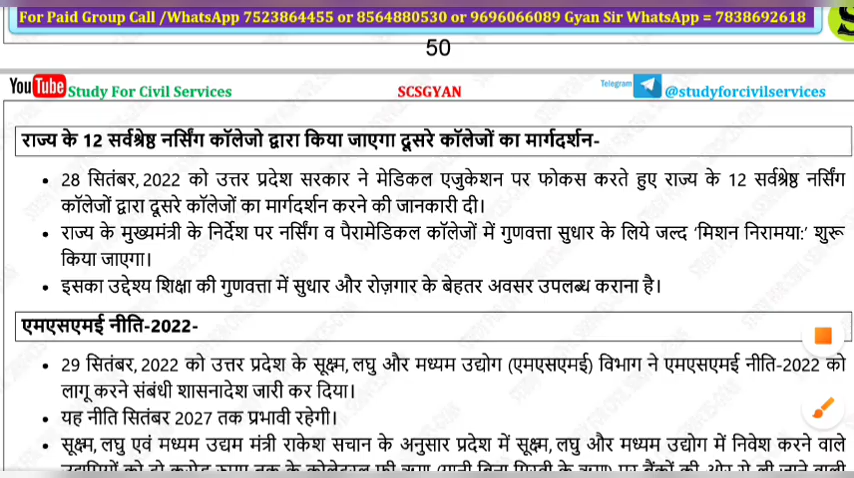 For Paid Group Call /WhatsApp 7523864455 or 8564880530 or 9696066089 Gyan Sir WhatsApp = 7838692618
50
YouTube Study For Civil Services SCSGYAN Telegram @studyforcivilservices
राज्य के 12 सर्वश्रेष्ठ नर्सिंग कॉलेजो द्वारा किया जाएगा दूसरे कॉलेजों का मार्गदर्शन-
• 28 सितंबर, 2022 को उत्तर प्रदेश सरकार ने मेडिकल एजुकेशन पर फोकस करते हुए राज्य के 12 सर्वश्रेष्ठ नर्सिंग
कॉलेजों द्वारा दूसरे कॉलेजों का मार्गदर्शन करने की जानकारी दी।
• राज्य के मुख्यमंत्री के निर्देश पर नर्सिंग व पैरामेडिकल कॉलेजों में गुणवत्ता सुधार के लिये जल्द ‘मिशन निरामया:’ शुरू
किया जाएगा।
• इसका उद्देश्य शिक्षा की गुणवत्ता में सुधार और रोज़गार के बेहतर अवसर उपलब्ध कराना है।
एमएसएमई नीति-2022-
• 29 सितंबर, 2022 को उत्तर प्रदेश के सूक्ष्म, लघु और मध्यम उद्योग (एमएसएमई) विभाग ने एमएसएमई नीति-2022 को
लागू करने संबंधी शासनादेश जारी कर दिया।
• यह नीति सितंबर 2027 तक प्रभावी रहेगी।
• सूक्ष्म, लघु एवं मध्यम उद्यम मंत्री राकेश सचान के अनुसार प्रदेश में सूक्ष्म, लघु और मध्यम उद्योग में निवेश करने वाले